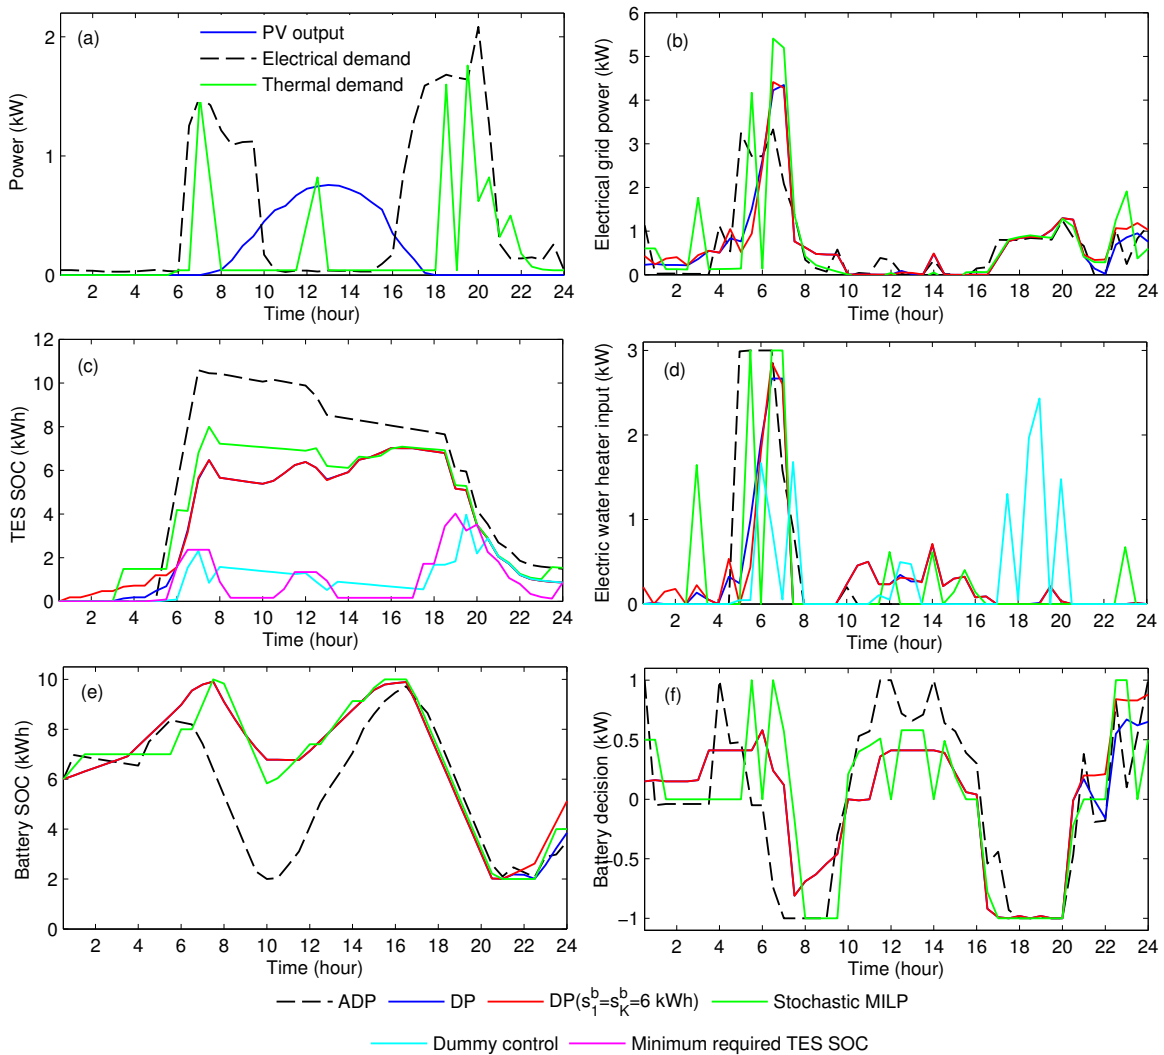 (a)
PV output
Electrical demand
Thermal demand
Power (kW)
2
1
0
2 4 6 8 10 12 14 16 18 20 22 24
Time (hour)
(b)
Electrical grid power (kW)
6
5
4
3
2
1
0
2 4 6 8 10 12 14 16 18 20 22 24
Time (hour)
(c)
TES SOC (kWh)
12
10
8
6
4
2
0
2 4 6 8 10 12 14 16 18 20 22 24
Time (hour)
(d)
Electric water heater input (kW)
3
2
1
0
2 4 6 8 10 12 14 16 18 20 22 24
Time (hour)
(e)
Battery SOC (kWh)
10
8
6
4
2
0
2 4 6 8 10 12 14 16 18 20 22 24
Time (hour)
(f)
Battery decision (kW)
1
0.5
0
−0.5
−1
2 4 6 8 10 12 14 16 18 20 22 24
Time (hour)
ADP DP DP(s₁ᵇ=s_Kᵇ=6 kWh) Stochastic MILP
Dummy control Minimum required TES SOC